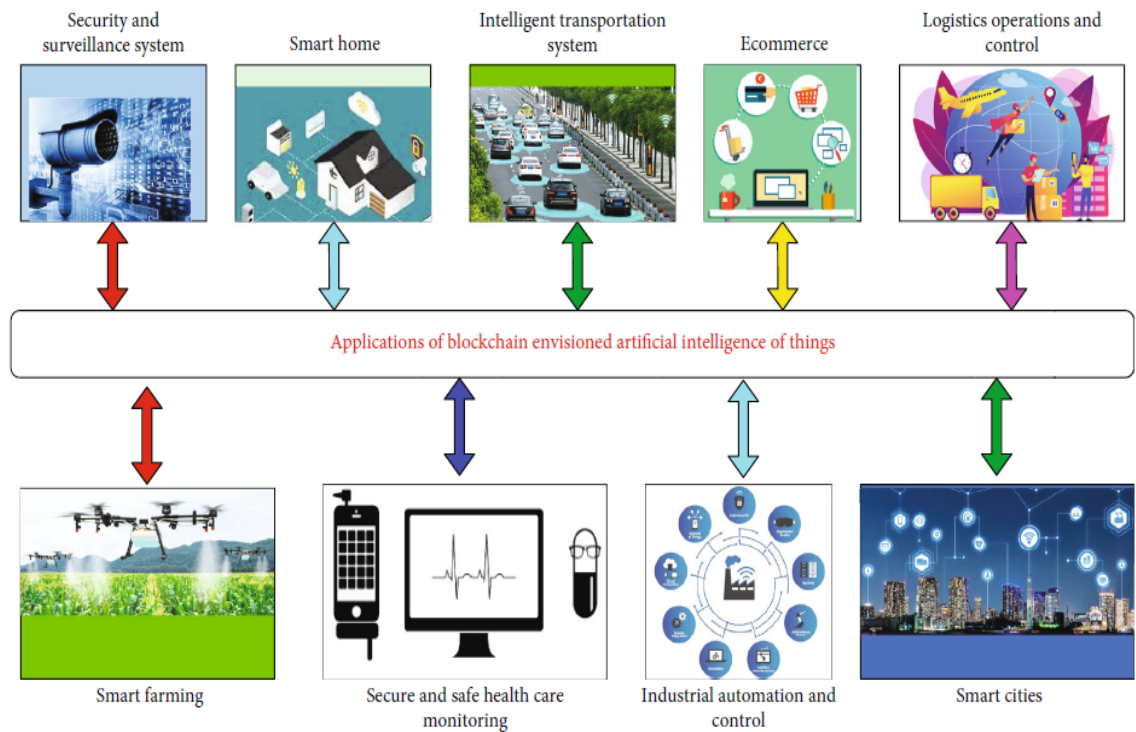 Security and
surveillance system
Smart home
Intelligent transportation
system
Ecommerce
Logistics operations and
control
Applications of blockchain envisioned artificial intelligence of things
Smart farming
Secure and safe health care
monitoring
Industrial automation and
control
Smart cities